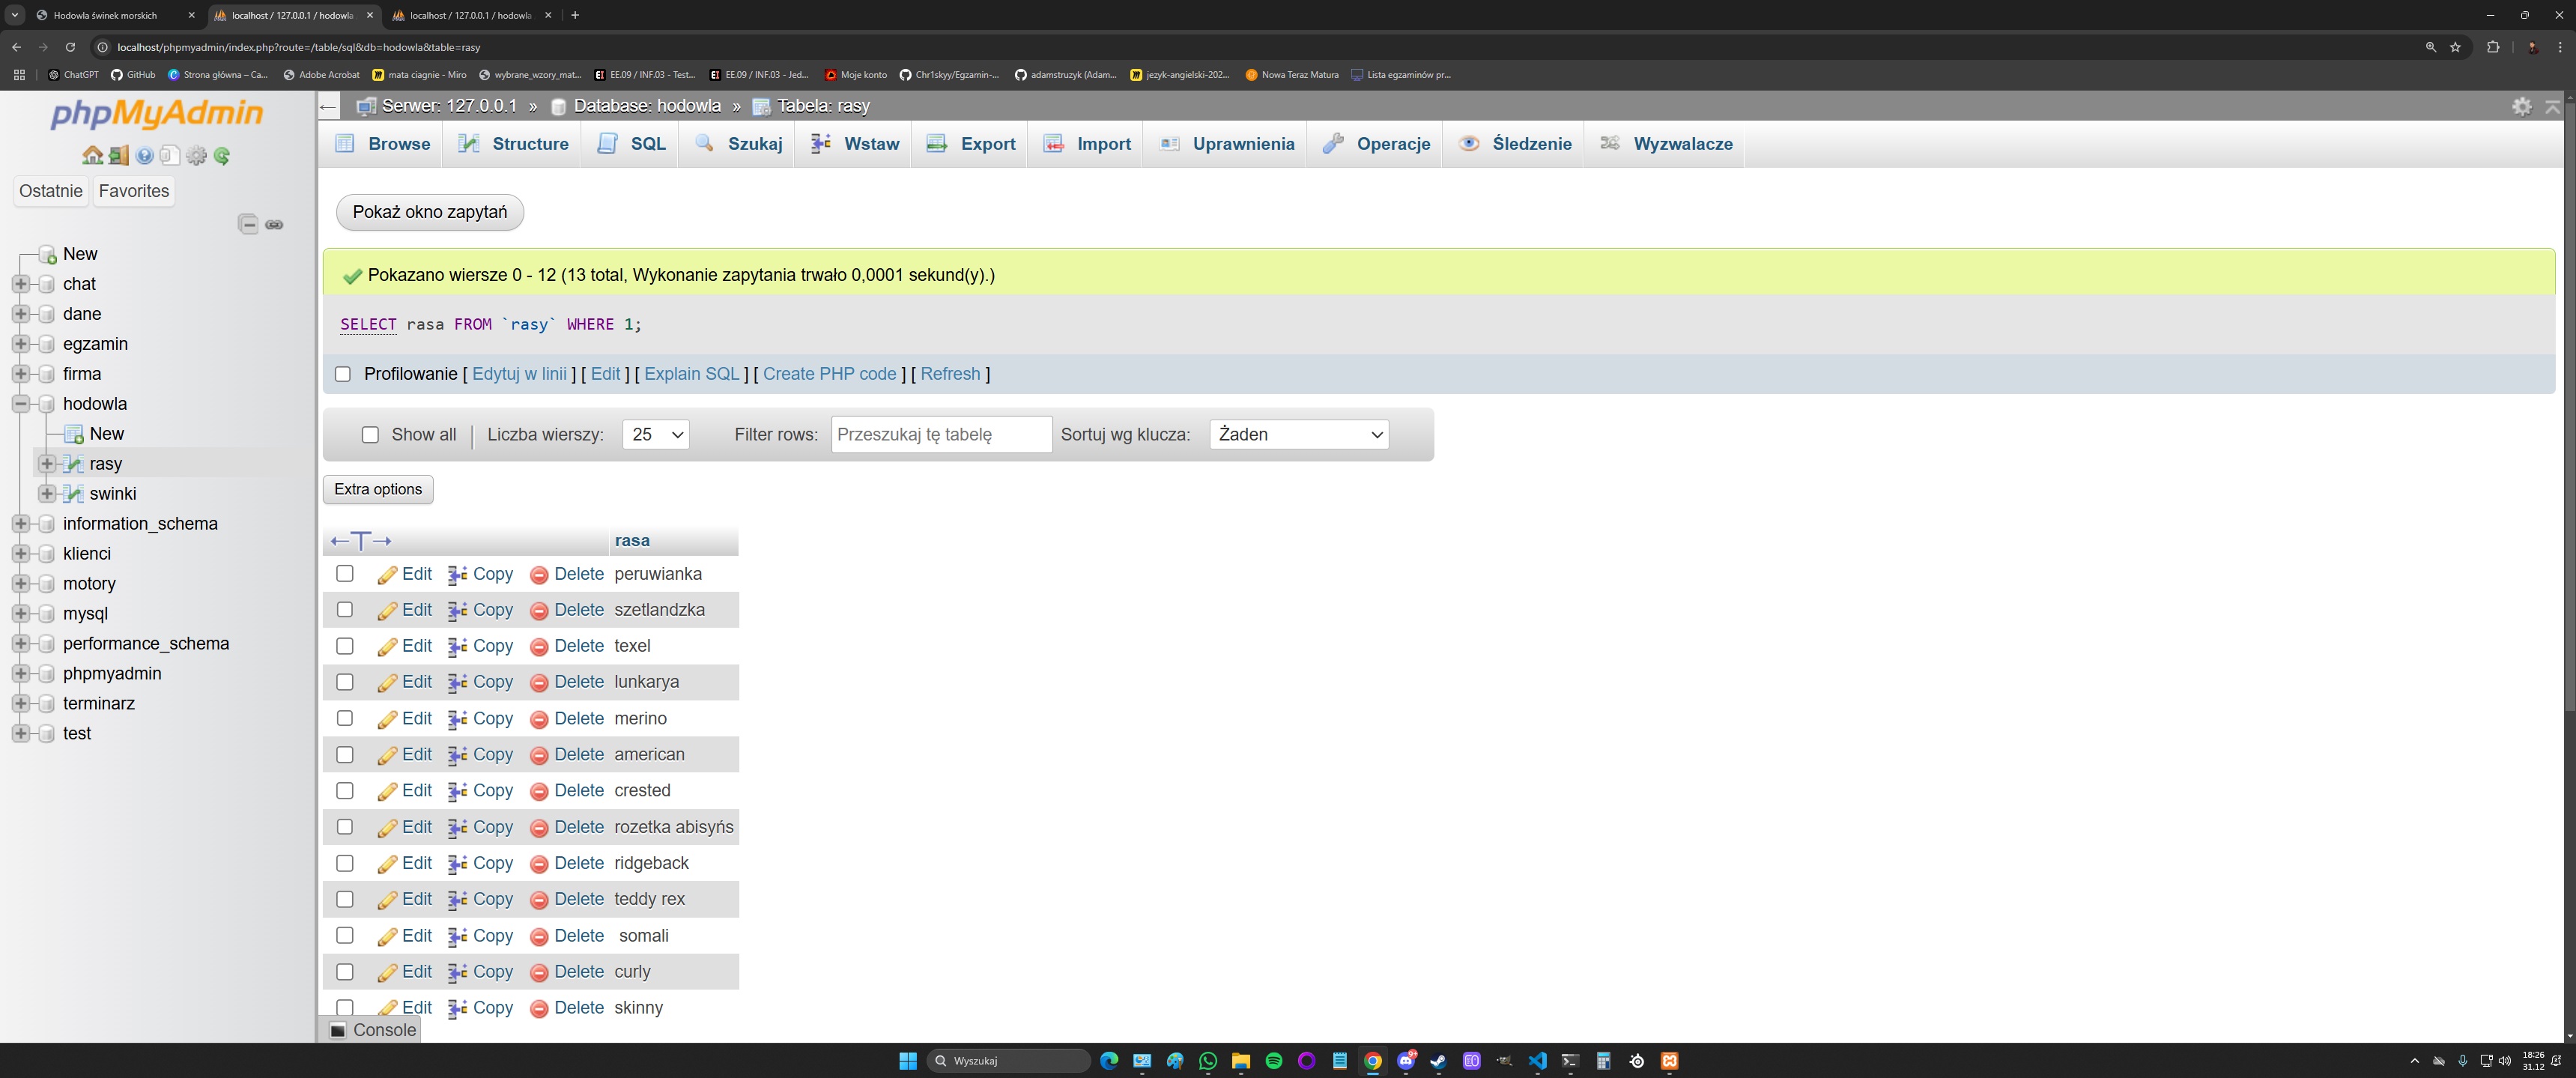 Hodowla świnek morskich
localhost / 127.0.0.1 / hodowla
localhost / 127.0.0.1 / hodowla
localhost/phpmyadmin/index.php?route=/table/sql&db=hodowla&table=rasy
ChatGPT GitHub Strona główna – Ca... Adobe Acrobat mata ciagnie - Miro wybrane_wzory_mat... EE.09 / INF.03 - Test... EE.09 / INF.03 - Jed... Moje konto Chr1skyy/Egzamin-... adamstruzyk (Adam... jezyk-angielski-202... Nowa Teraz Matura Lista egzaminów pr...
phpMyAdmin
Ostatnie Favorites
New
chat
dane
egzamin
firma
hodowla
New
rasy
swinki
information_schema
klienci
motory
mysql
performance_schema
phpmyadmin
terminarz
test
Serwer: 127.0.0.1 » Database: hodowla » Tabela: rasy
Browse Structure SQL Szukaj Wstaw Export Import Uprawnienia Operacje Śledzenie Wyzwalacze
Pokaż okno zapytań
Pokazano wiersze 0 - 12 (13 total, Wykonanie zapytania trwało 0,0001 sekund(y).)
SELECT rasa FROM `rasy` WHERE 1;
Profilowanie [ Edytuj w linii ] [ Edit ] [ Explain SQL ] [ Create PHP code ] [ Refresh ]
Show all Liczba wierszy: 25 Filter rows: Przeszukaj tę tabelę Sortuj wg klucza: Żaden
Extra options
rasa
Edit Copy Delete peruwianka
Edit Copy Delete szetlandzka
Edit Copy Delete texel
Edit Copy Delete lunkarya
Edit Copy Delete merino
Edit Copy Delete american
Edit Copy Delete crested
Edit Copy Delete rozetka abisyńs
Edit Copy Delete ridgeback
Edit Copy Delete teddy rex
Edit Copy Delete somali
Edit Copy Delete curly
Edit Copy Delete skinny
Console
Wyszukaj
18:26
31.12